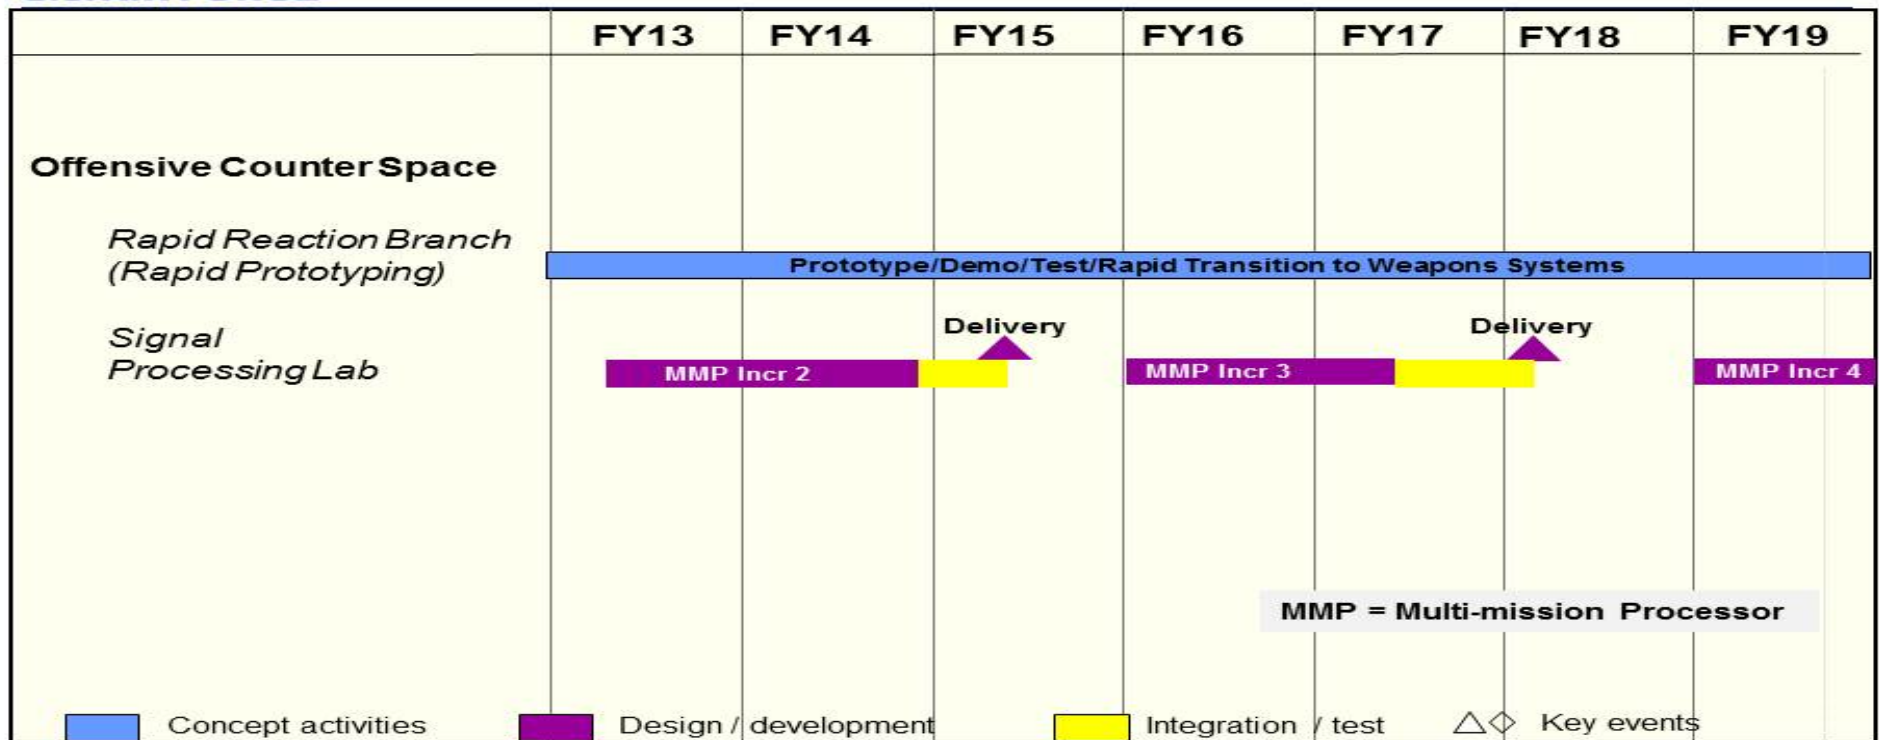 FY13 FY14 FY15 FY16 FY17 FY18 FY19
Offensive Counter Space
Rapid Reaction Branch
(Rapid Prototyping)
Prototype/Demo/Test/Rapid Transition to Weapons Systems
Signal
Processing Lab
Delivery
Delivery
MMP Incr 2
MMP Incr 3
MMP Incr 4
MMP = Multi-mission Processor
Concept activities
Design / development
Integration / test
Key events